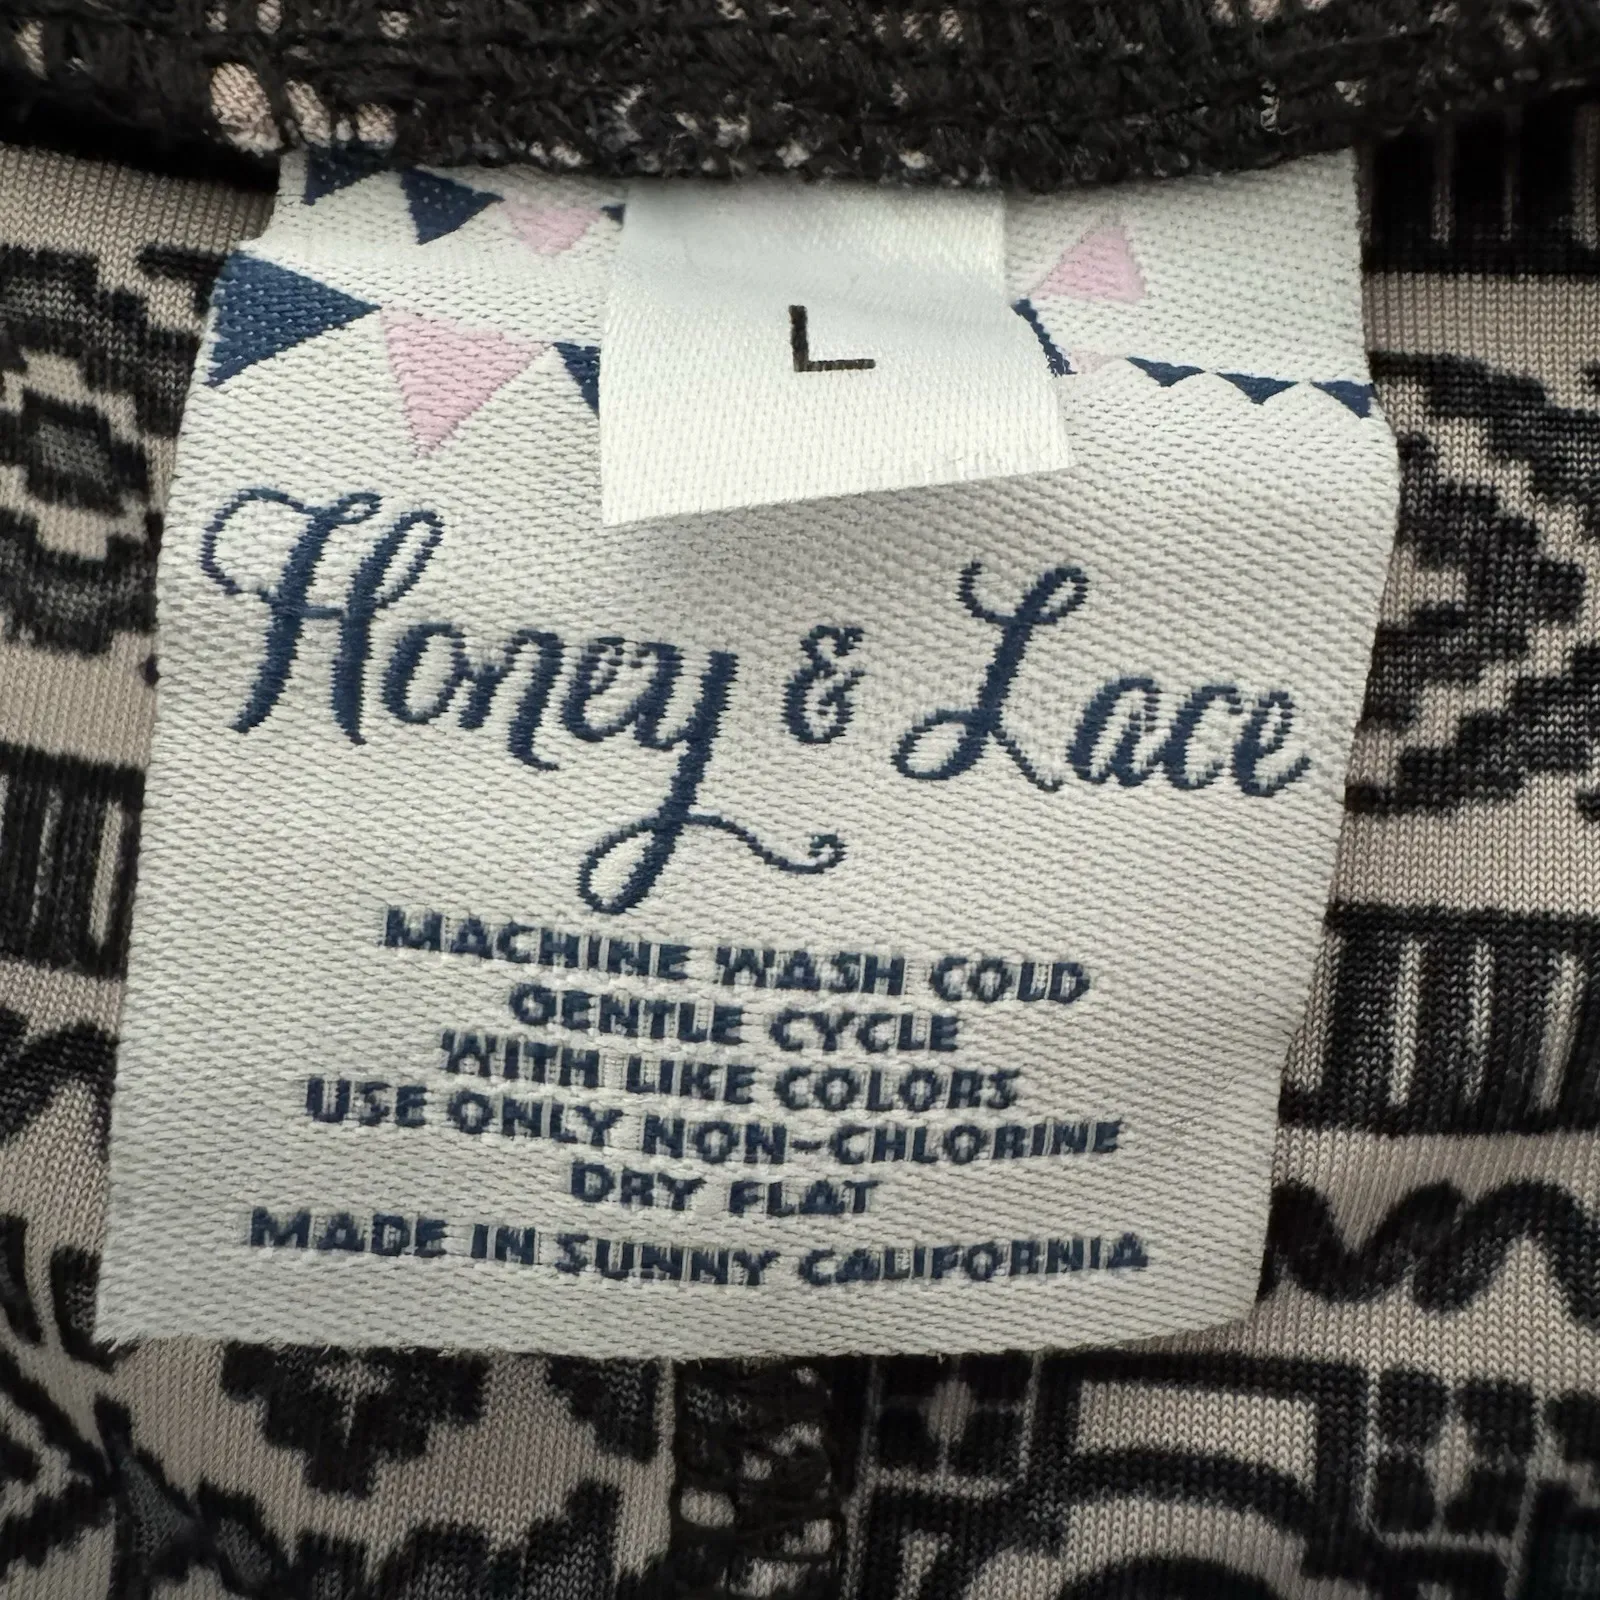 L
Honey & Lace
MACHINE WASH COLD
GENTLE CYCLE
WITH LIKE COLORS
USE ONLY NON-CHLORINE
DRY FLAT
MADE IN SUNNY CALIFORNIA